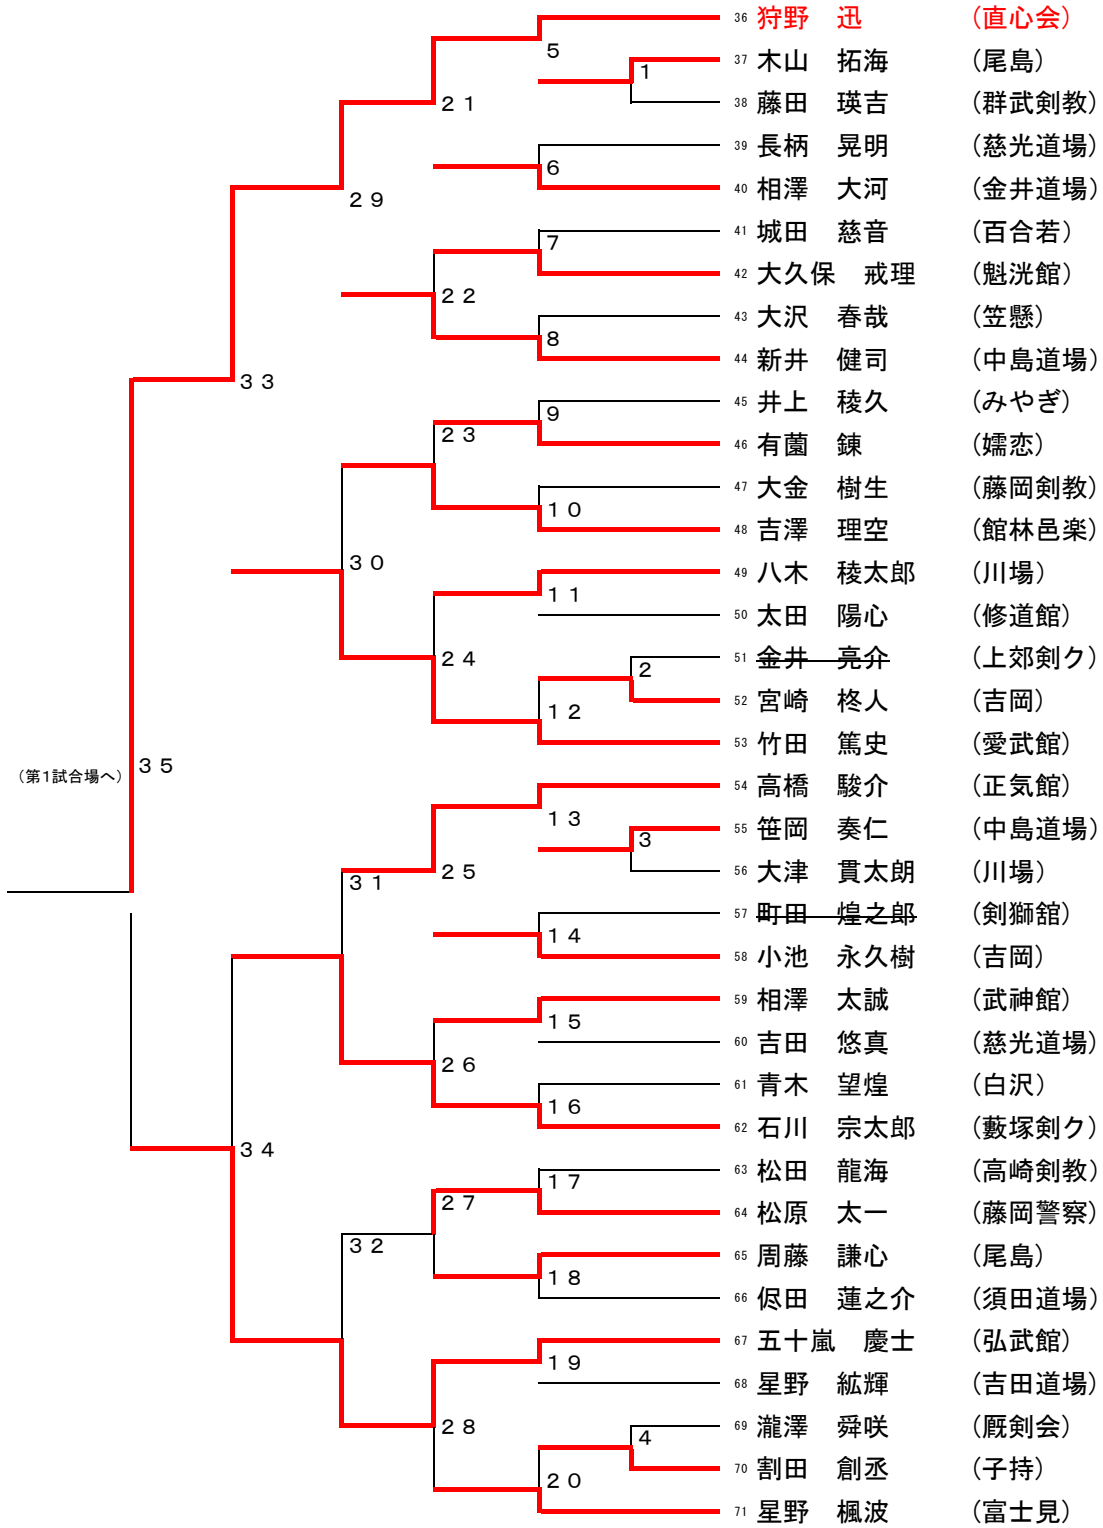 36 狩野　迅 （直心会）
5
37 木山　拓海 （尾島）
1
38 藤田　瑛吉 （群武剣教）
21
39 長柄　晃明 （慈光道場）
6
40 相澤　大河 （金井道場）
29
41 城田　慈音 （百合若）
7
42 大久保　戒理 （魁洸館）
22
43 大沢　春哉 （笠懸）
8
44 新井　健司 （中島道場）
33
45 井上　稜久 （みやぎ）
9
23
46 有薗　錬 （嬬恋）
47 大金　樹生 （藤岡剣教）
10
48 吉澤　理空 （館林邑楽）
30
49 八木　稜太郎 （川場）
11
50 太田　陽心 （修道館）
24
51 金井　亮介 （上郊剣ク）
2
52 宮崎　柊人 （吉岡）
12
53 竹田　篤史 （愛武館）
35
（第1試合場へ）
54 高橋　駿介 （正気館）
13
55 笹岡　奏仁 （中島道場）
3
56 大津　貫太朗 （川場）
25
31
57 町田　煌之郎 （剣獅舘）
14
58 小池　永久樹 （吉岡）
59 相澤　太誠 （武神館）
15
60 吉田　悠真 （慈光道場）
26
61 青木　望煌 （白沢）
16
62 石川　宗太郎 （藪塚剣ク）
34
63 松田　龍海 （高崎剣教）
17
27
64 松原　太一 （藤岡警察）
32
65 周藤　謙心 （尾島）
18
66 侭田　蓮之介 （須田道場）
67 五十嵐　慶士 （弘武館）
19
68 星野　紘輝 （吉田道場）
28
69 瀧澤　舜咲 （厩剣会）
4
70 割田　創丞 （子持）
20
71 星野　楓波 （富士見）